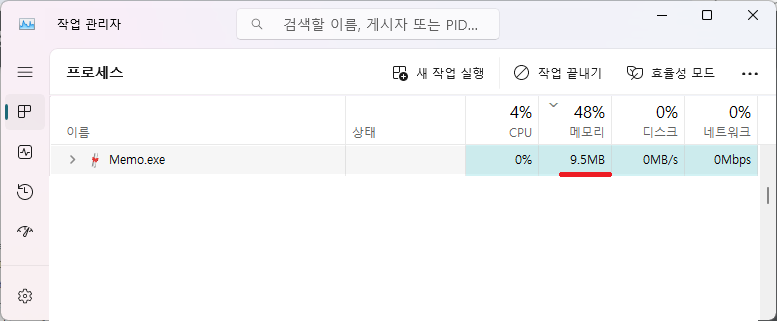 작업 관리자
검색할 이름, 게시자 또는 PID...
프로세스
새 작업 실행
작업 끝내기
효율성 모드
4% 48% 0% 0%
이름 상태 CPU 메모리 디스크 네트워크
Memo.exe 0% 9.5MB 0MB/s 0Mbps